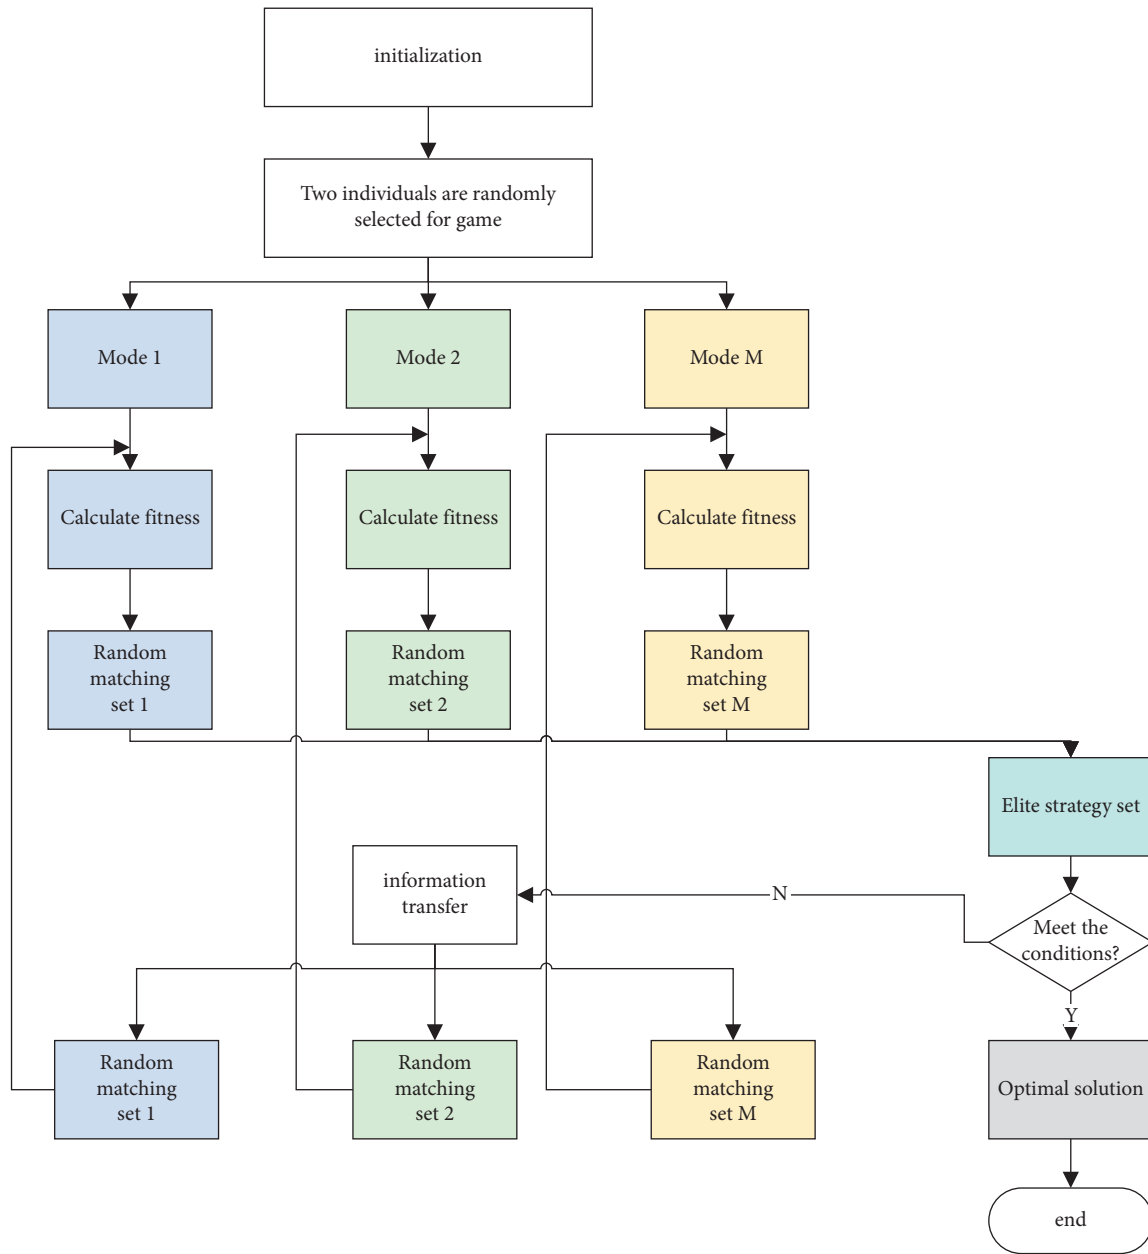 initialization
Two individuals are randomly
selected for game
Mode 1
Mode 2
Mode M
Calculate fitness
Calculate fitness
Calculate fitness
Random
matching
set 1
Random
matching
set 2
Random
matching
set M
Elite strategy set
information
transfer
N
Meet the
conditions?
Y
Random
matching
set 1
Random
matching
set 2
Random
matching
set M
Optimal solution
end